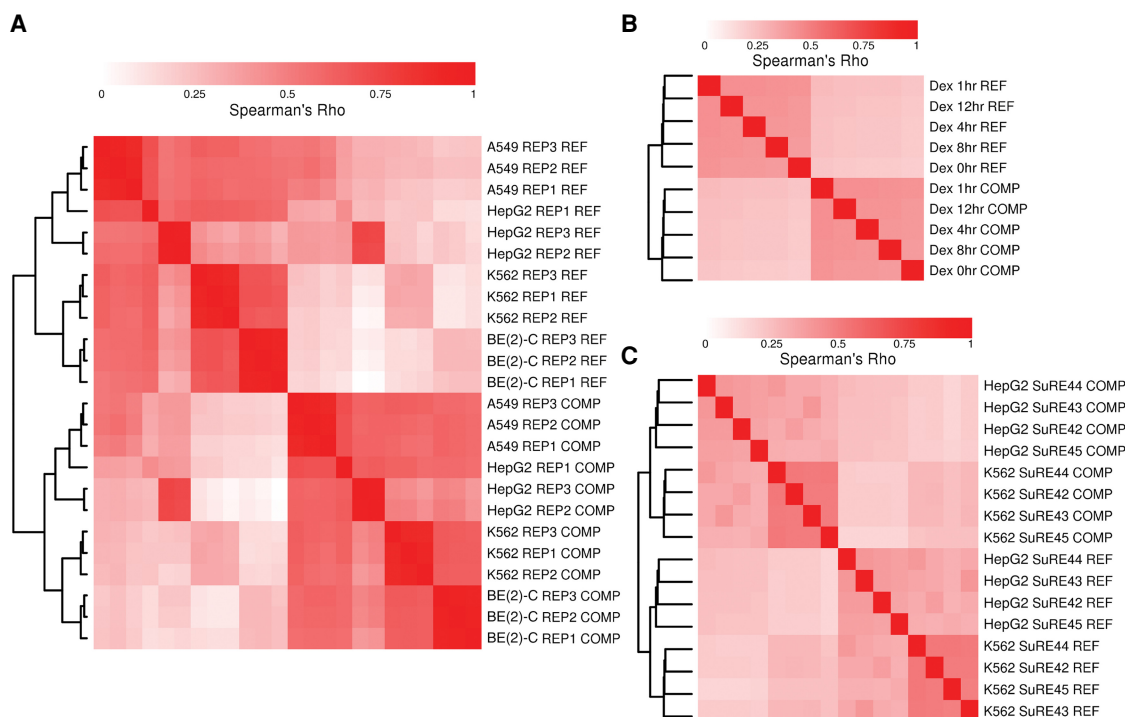 A
0
0.25
0.5
0.75
1
Spearman's Rho
A549 REP3 REF
A549 REP2 REF
A549 REP1 REF
HepG2 REP1 REF
HepG2 REP3 REF
HepG2 REP2 REF
K562 REP3 REF
K562 REP1 REF
K562 REP2 REF
BE(2)-C REP3 REF
BE(2)-C REP2 REF
BE(2)-C REP1 REF
A549 REP3 COMP
A549 REP2 COMP
A549 REP1 COMP
HepG2 REP1 COMP
HepG2 REP3 COMP
HepG2 REP2 COMP
K562 REP3 COMP
K562 REP1 COMP
K562 REP2 COMP
BE(2)-C REP3 COMP
BE(2)-C REP2 COMP
BE(2)-C REP1 COMP
B
0
0.25
0.5
0.75
1
Spearman's Rho
Dex 1hr REF
Dex 12hr REF
Dex 4hr REF
Dex 8hr REF
Dex 0hr REF
Dex 1hr COMP
Dex 12hr COMP
Dex 4hr COMP
Dex 8hr COMP
Dex 0hr COMP
C
0
0.25
0.5
0.75
1
Spearman's Rho
HepG2 SuRE44 COMP
HepG2 SuRE43 COMP
HepG2 SuRE42 COMP
HepG2 SuRE45 COMP
K562 SuRE44 COMP
K562 SuRE42 COMP
K562 SuRE43 COMP
K562 SuRE45 COMP
HepG2 SuRE44 REF
HepG2 SuRE43 REF
HepG2 SuRE42 REF
HepG2 SuRE45 REF
K562 SuRE44 REF
K562 SuRE42 REF
K562 SuRE45 REF
K562 SuRE43 REF